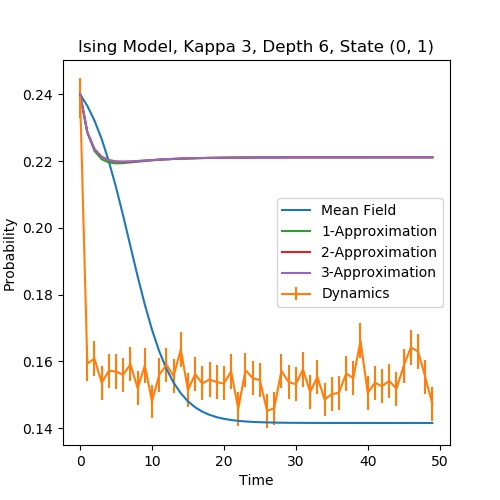 Ising Model, Kappa 3, Depth 6, State (0, 1)
0.24
0.22
0.20
0.18
0.16
0.14
Probability
Mean Field
1-Approximation
2-Approximation
3-Approximation
Dynamics
0 10 20 30 40 50
Time